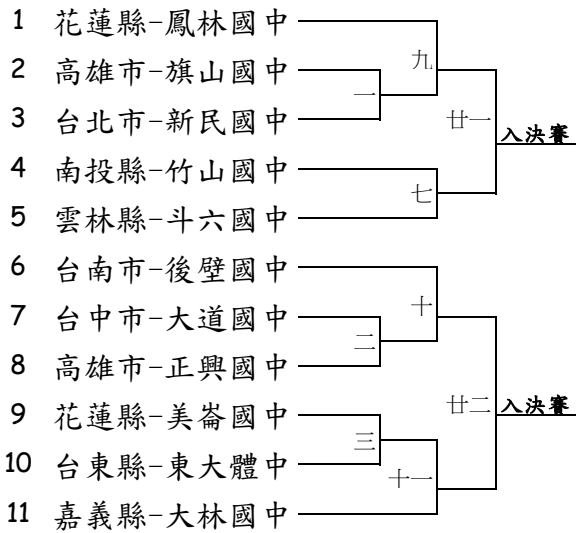 1 花蓮縣-鳳林國中
九
2 高雄市-旗山國中
一
3 台北市-新民國中
廿一
入決賽
4 南投縣-竹山國中
七
5 雲林縣-斗六國中
6 台南市-後壁國中
十
7 台中市-大道國中
二
8 高雄市-正興國中
廿二
入決賽
9 花蓮縣-美崙國中
三
10 台東縣-東大體中
十一
11 嘉義縣-大林國中